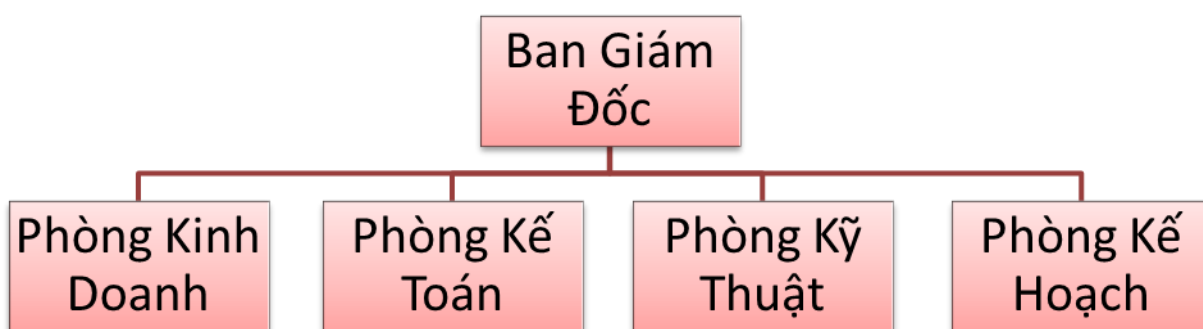 Ban Giám
Đốc
Phòng Kinh
Doanh
Phòng Kế
Toán
Phòng Kỹ
Thuật
Phòng Kế
Hoạch